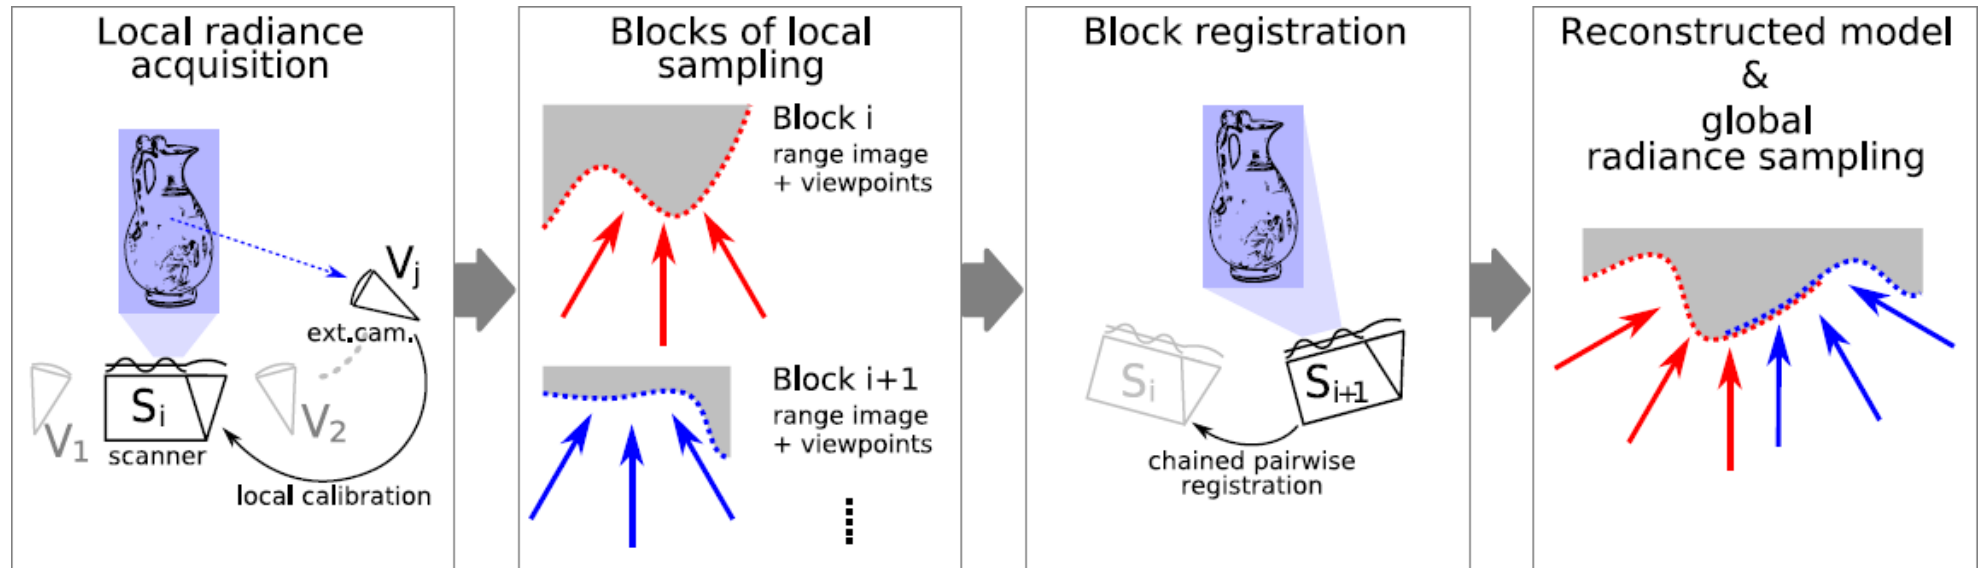 Local radiance
acquisition
Vj
ext.cam.
Si
V1
V2
scanner
local calibration
Blocks of local
sampling
Block i
range image
+ viewpoints
Block i+1
range image
+ viewpoints
Block registration
Si
Si+1
chained pairwise
registration
Reconstructed model
&
global
radiance sampling